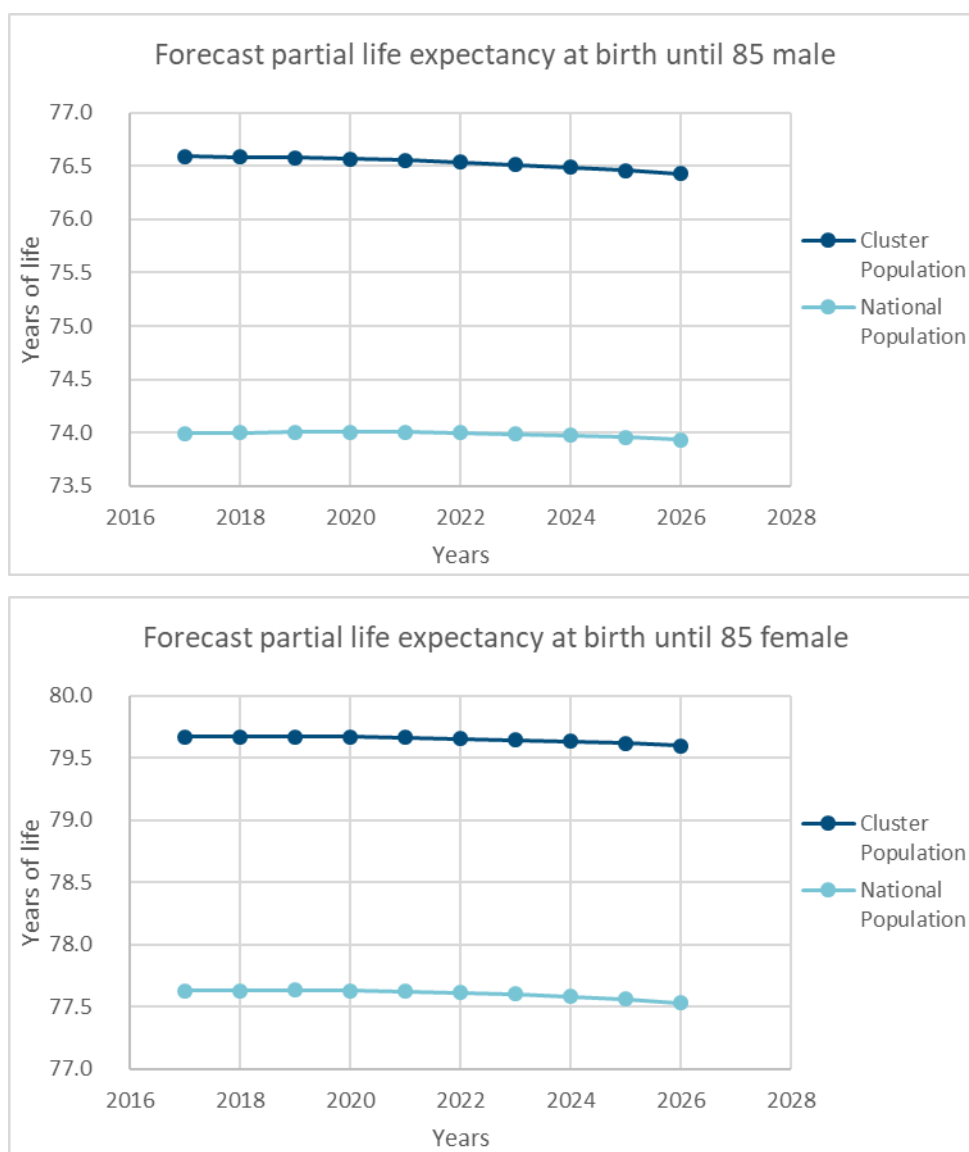 Forecast partial life expectancy at birth until 85 male
77.0
76.5
76.0
75.5
75.0
74.5
74.0
73.5
Years of life
2016 2018 2020 2022 2024 2026 2028
Years
Cluster
Population
National
Population
Forecast partial life expectancy at birth until 85 female
80.0
79.5
79.0
78.5
78.0
77.5
77.0
Years of life
2016 2018 2020 2022 2024 2026 2028
Years
Cluster
Population
National
Population